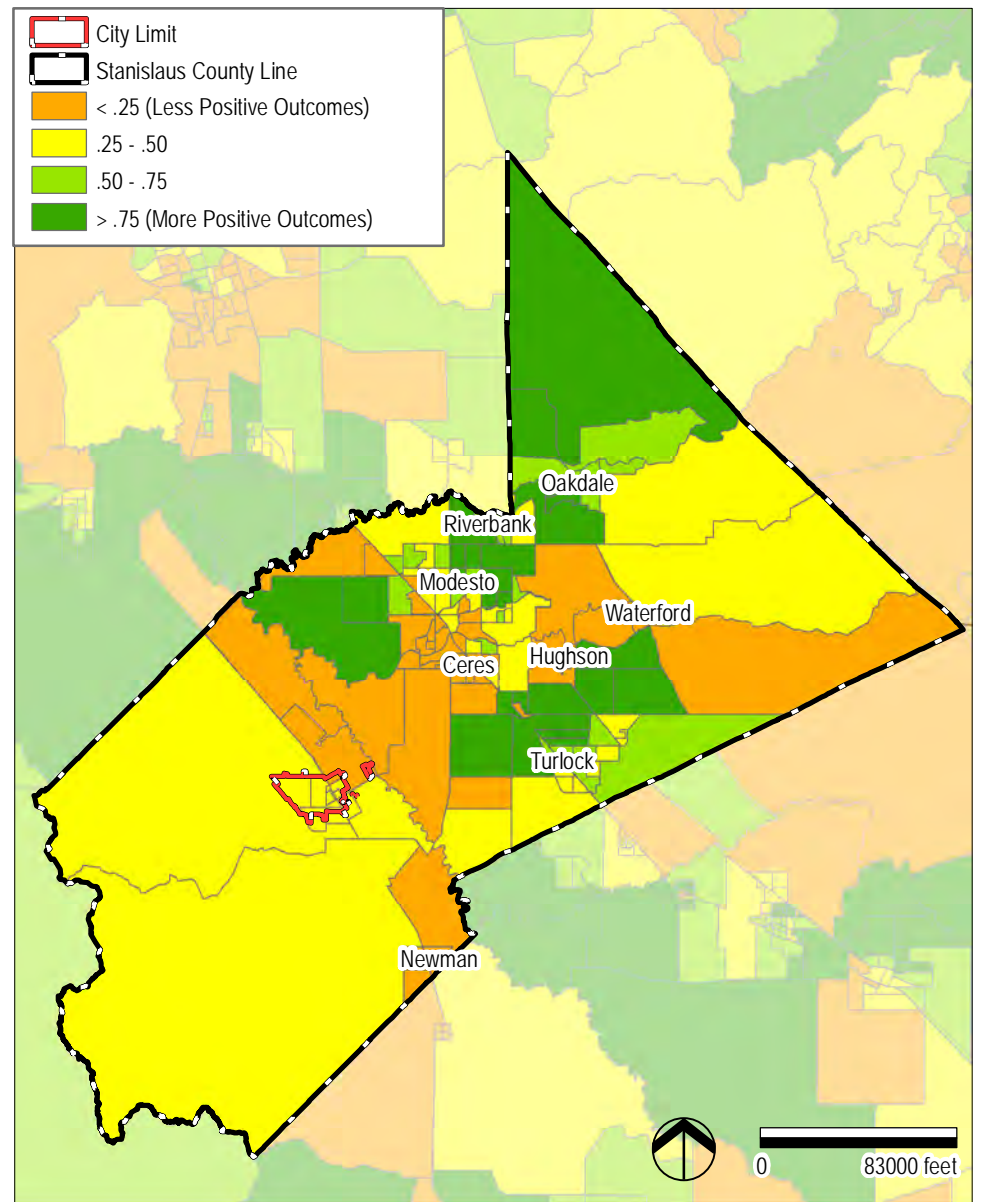 City Limit
Stanislaus County Line
< .25 (Less Positive Outcomes)
.25 - .50
.50 - .75
> .75 (More Positive Outcomes)
Oakdale
Riverbank
Modesto
Waterford
Hughson
Ceres
Turlock
Newman
0 83000 feet